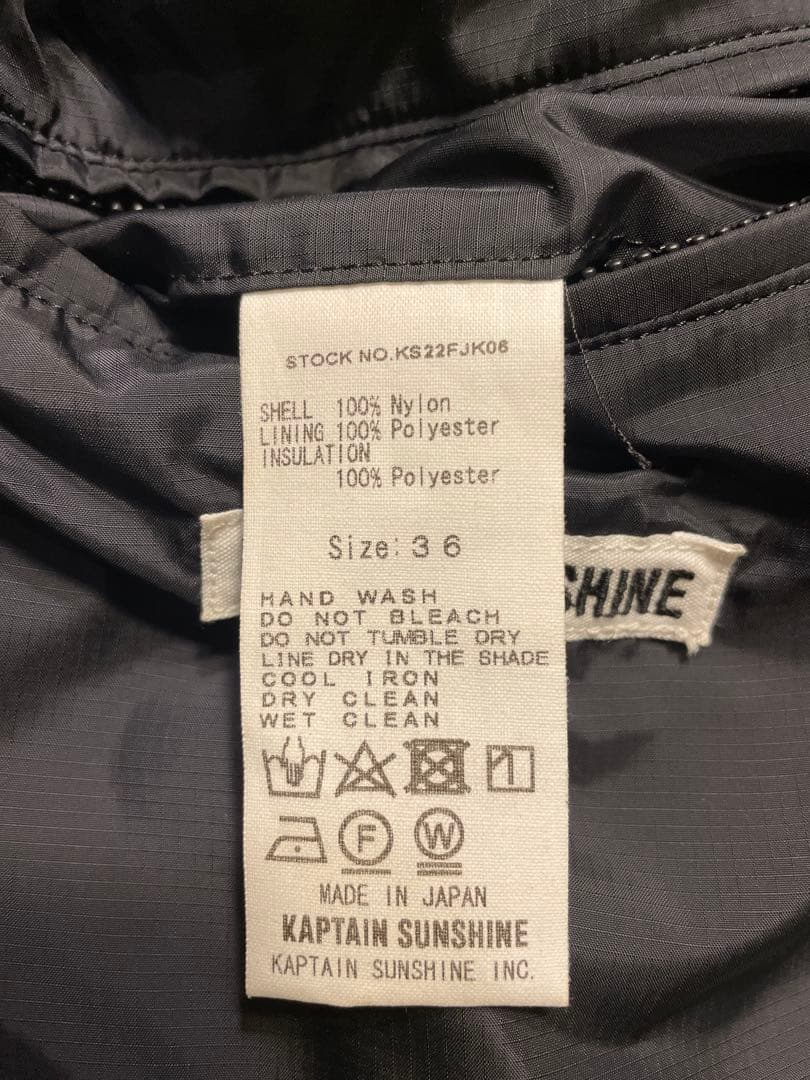 STOCK NO.KS22FJK06
SHELL 100% Nylon
LINING 100% Polyester
INSULATION
100% Polyester
Size: 36
SHINE
HAND WASH
DO NOT BLEACH
DO NOT TUMBLE DRY
LINE DRY IN THE SHADE
COOL IRON
DRY CLEAN
WET CLEAN
F W
MADE IN JAPAN
KAPTAIN SUNSHINE
KAPTAIN SUNSHINE INC.